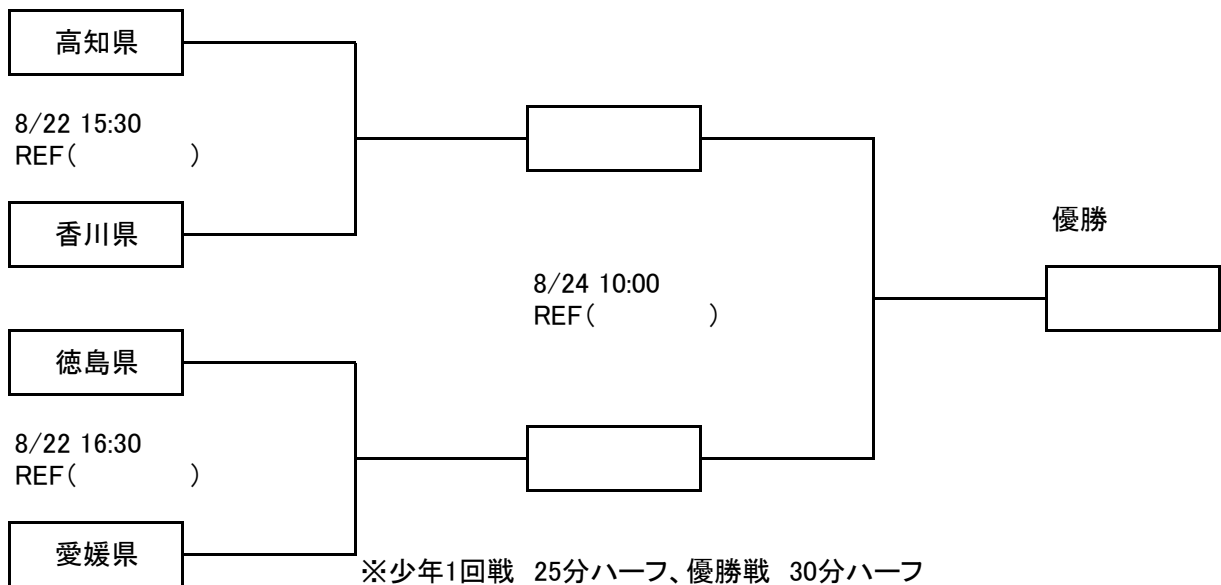 高知県
8/22 15:30
REF(　　　　)
香川県
優勝
8/24 10:00
REF(　　　　)
徳島県
8/22 16:30
REF(　　　　)
愛媛県
※少年1回戦 25分ハーフ、優勝戦 30分ハーフ